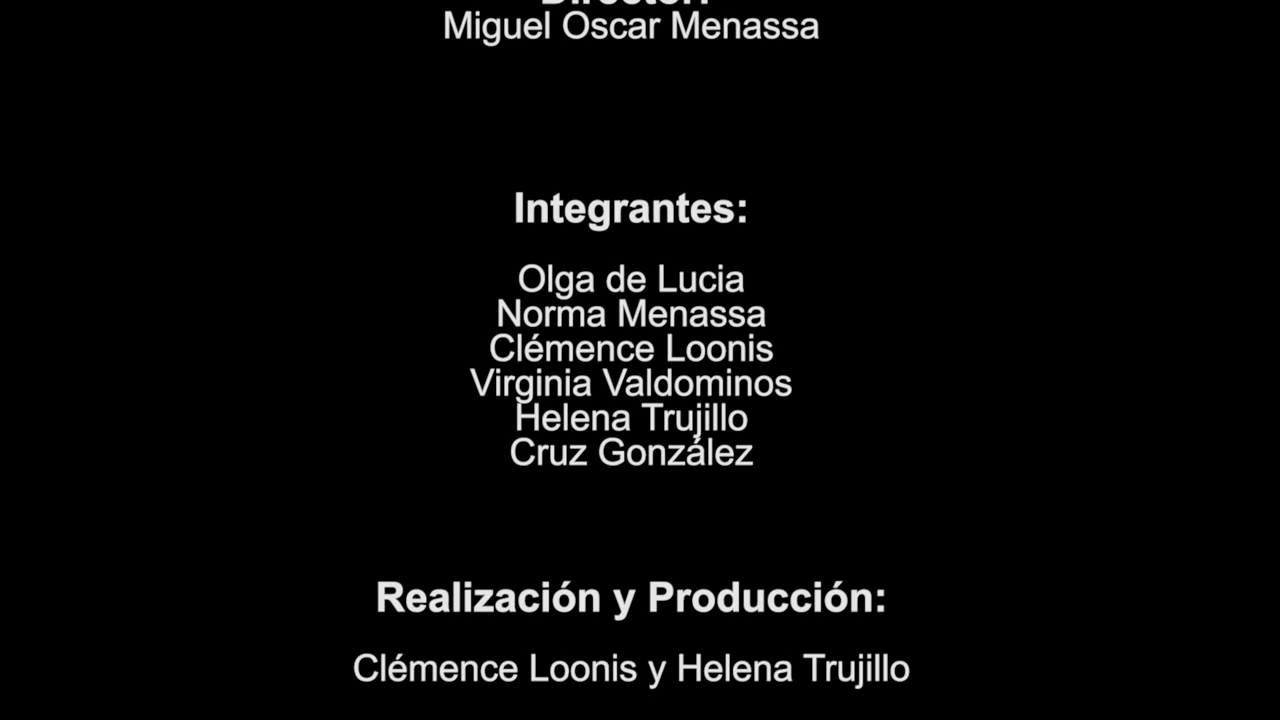 Director:
Miguel Oscar Menassa
Integrantes:
Olga de Lucia
Norma Menassa
Clémence Loonis
Virginia Valdominos
Helena Trujillo
Cruz González
Realización y Producción:
Clémence Loonis y Helena Trujillo